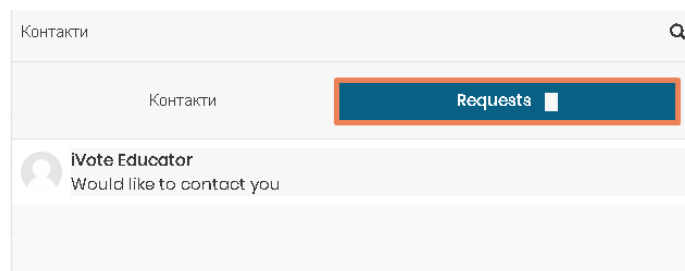 Контакти
Контакти Requests
iVote Educator
Would like to contact you